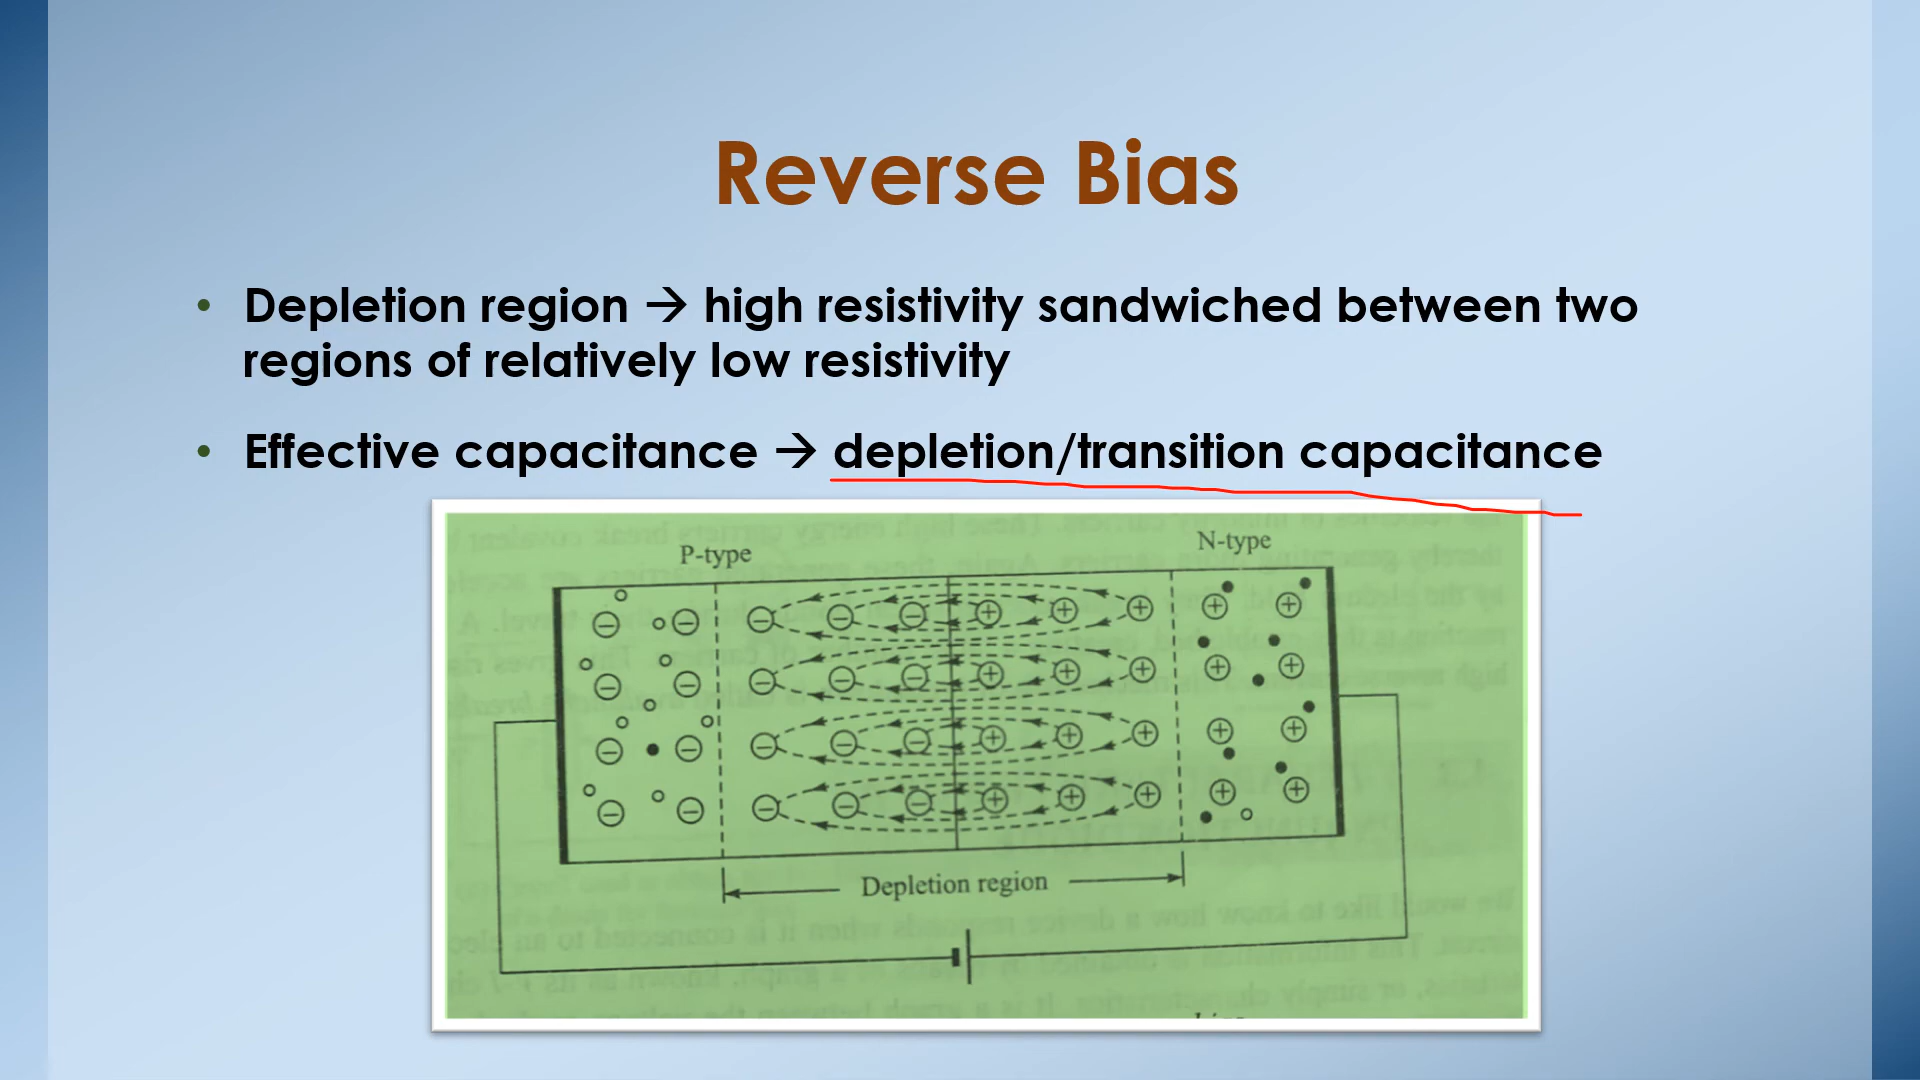 Reverse Bias
• Depletion region → high resistivity sandwiched between two
regions of relatively low resistivity
• Effective capacitance → depletion/transition capacitance
P-type
N-type
Depletion region